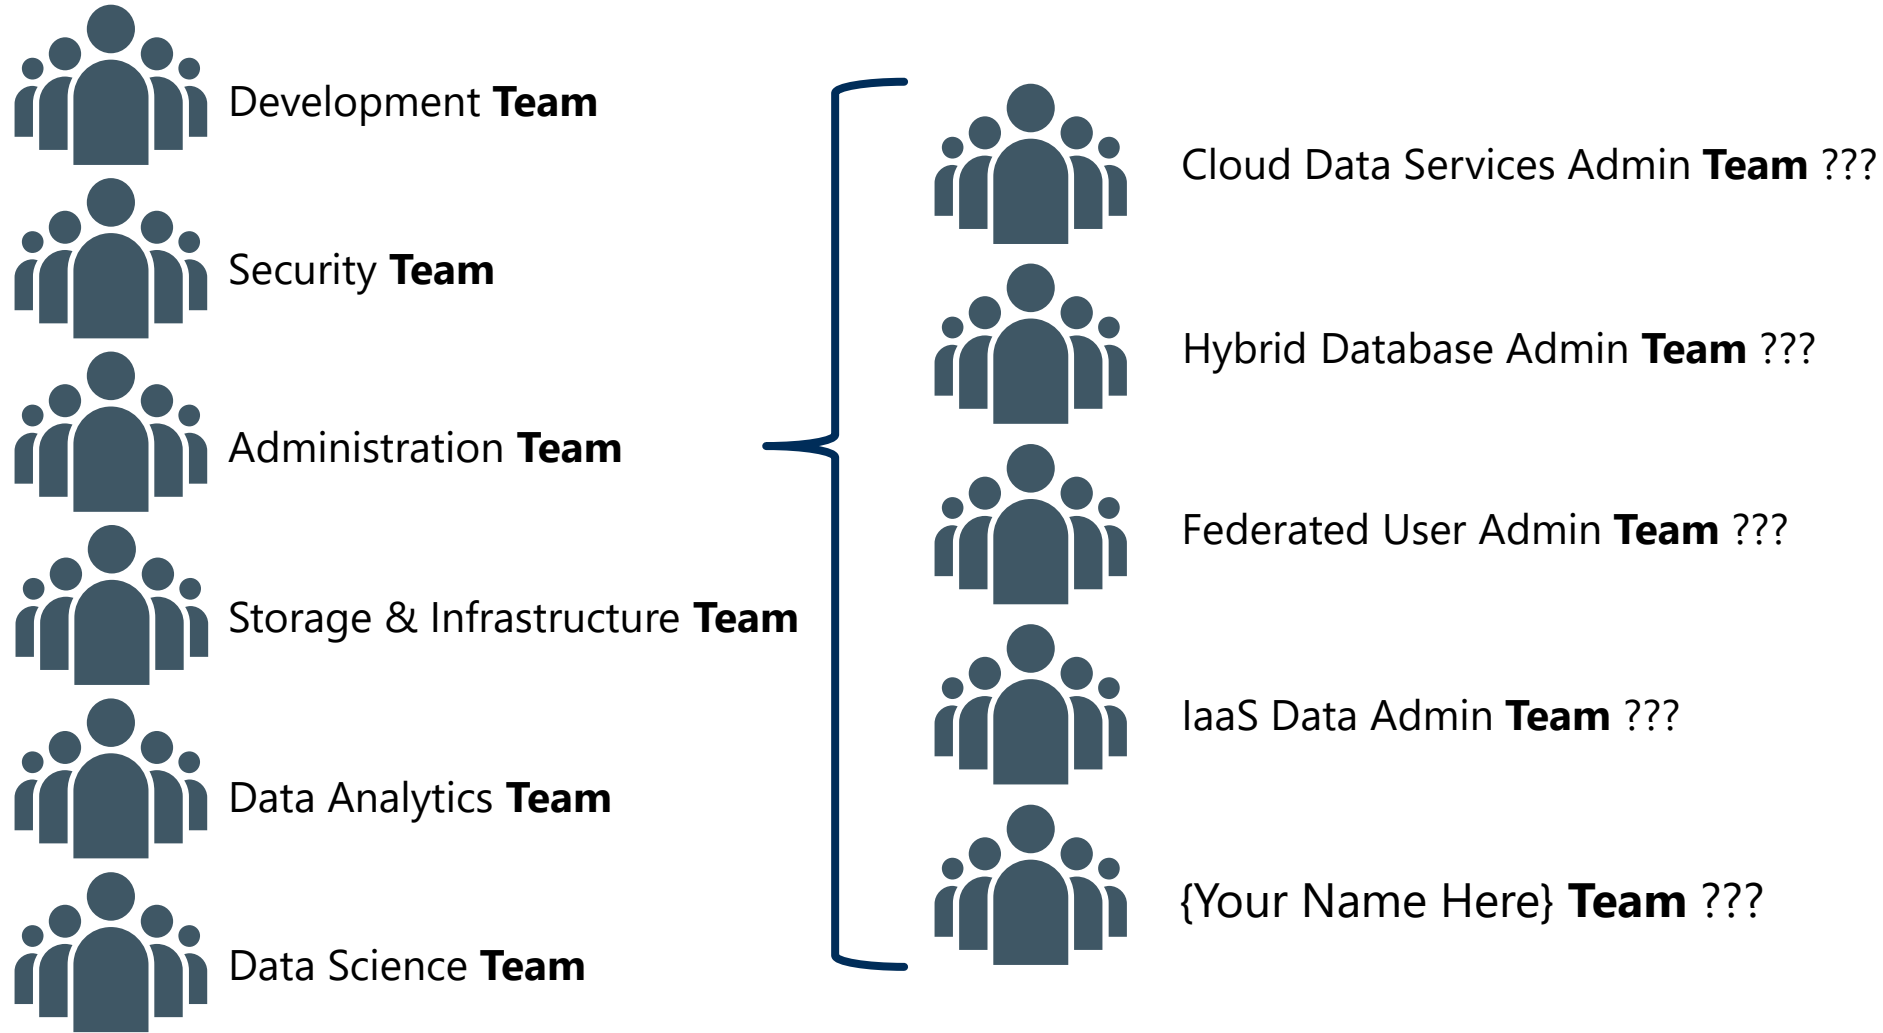 Development Team
Security Team
Administration Team
Storage & Infrastructure Team
Data Analytics Team
Data Science Team
Cloud Data Services Admin Team ???
Hybrid Database Admin Team ???
Federated User Admin Team ???
IaaS Data Admin Team ???
{Your Name Here} Team ???